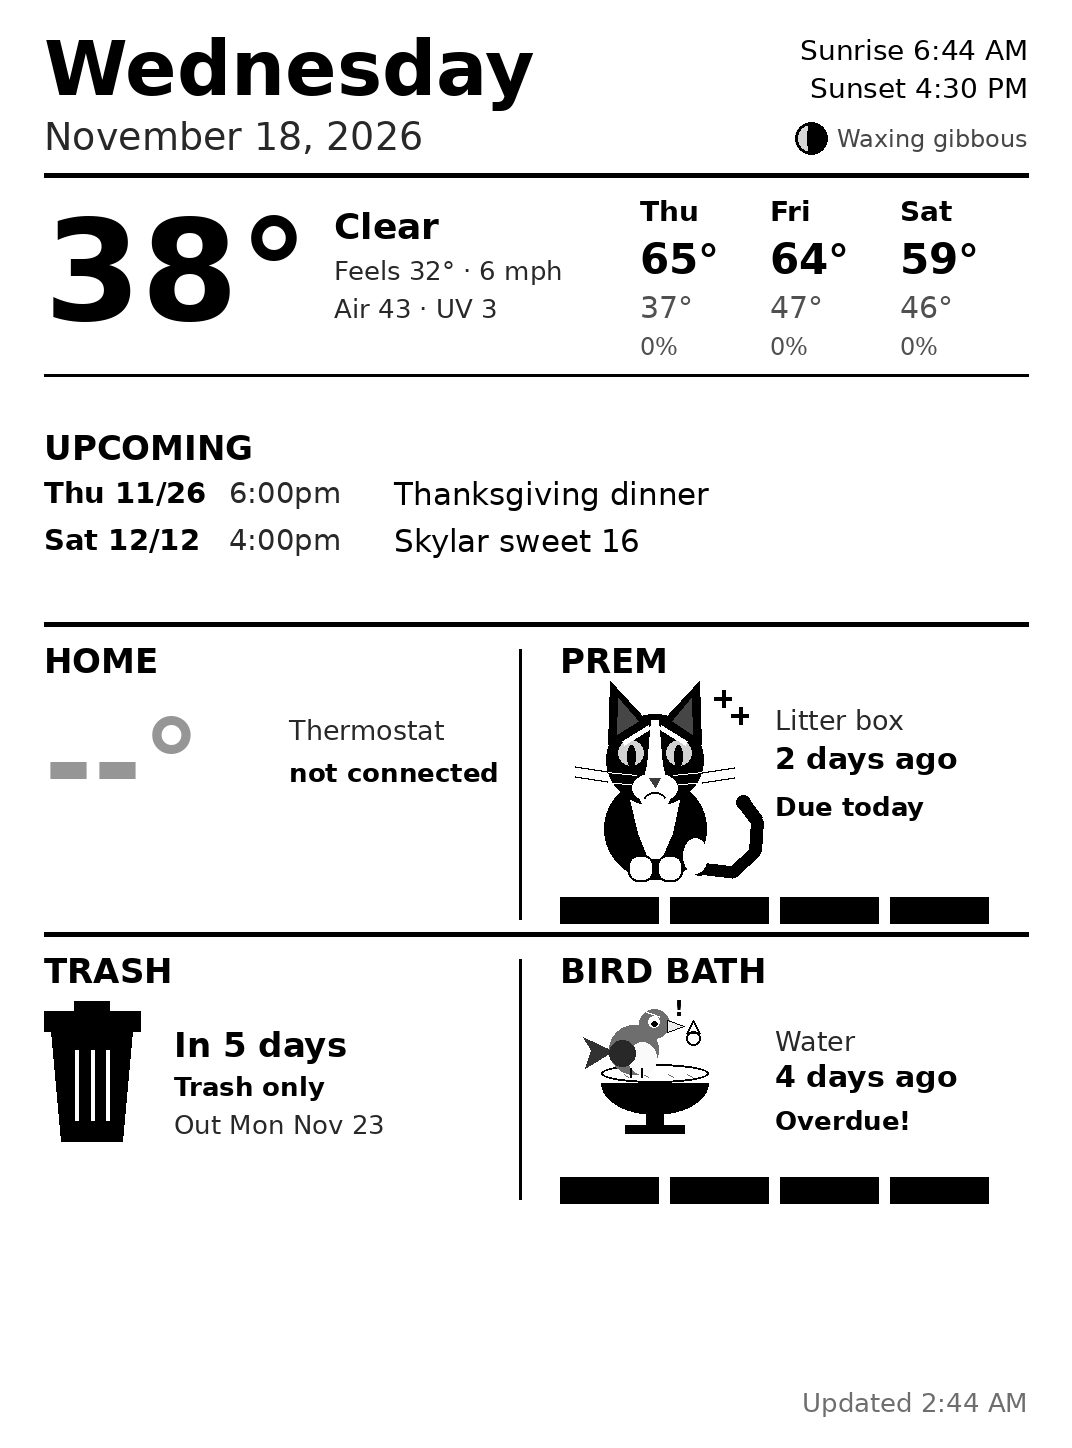 Wednesday
November 18, 2026
Sunrise 6:44 AM
Sunset 4:30 PM
Waxing gibbous
38°
Clear
Feels 32° · 6 mph
Air 43 · UV 3
Thu Fri Sat
65° 64° 59°
37° 47° 46°
0% 0% 0%
UPCOMING
Thu 11/26 6:00pm Thanksgiving dinner
Sat 12/12 4:00pm Skylar sweet 16
HOME
--°
Thermostat
not connected
PREM
++
Litter box
2 days ago
Due today
TRASH
In 5 days
Trash only
Out Mon Nov 23
BIRD BATH
!
Water
4 days ago
Overdue!
Updated 2:44 AM